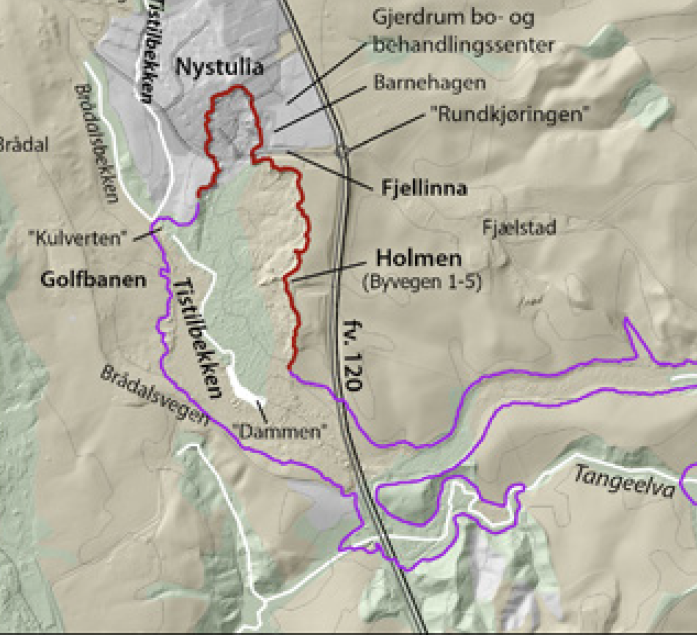 Gjerdrum bo- og
behandlingssenter
Tistilbekken
Nystulia
Barnehagen
Brådalsbekken
"Rundkjøringen"
Brådal
Fjellinna
Fjælstad
"Kulverten"
Holmen
(Byvegen 1-5)
Golfbanen
Tistilbekken
fv. 120
Brådalsvegen
"Dammen"
Tangeelva